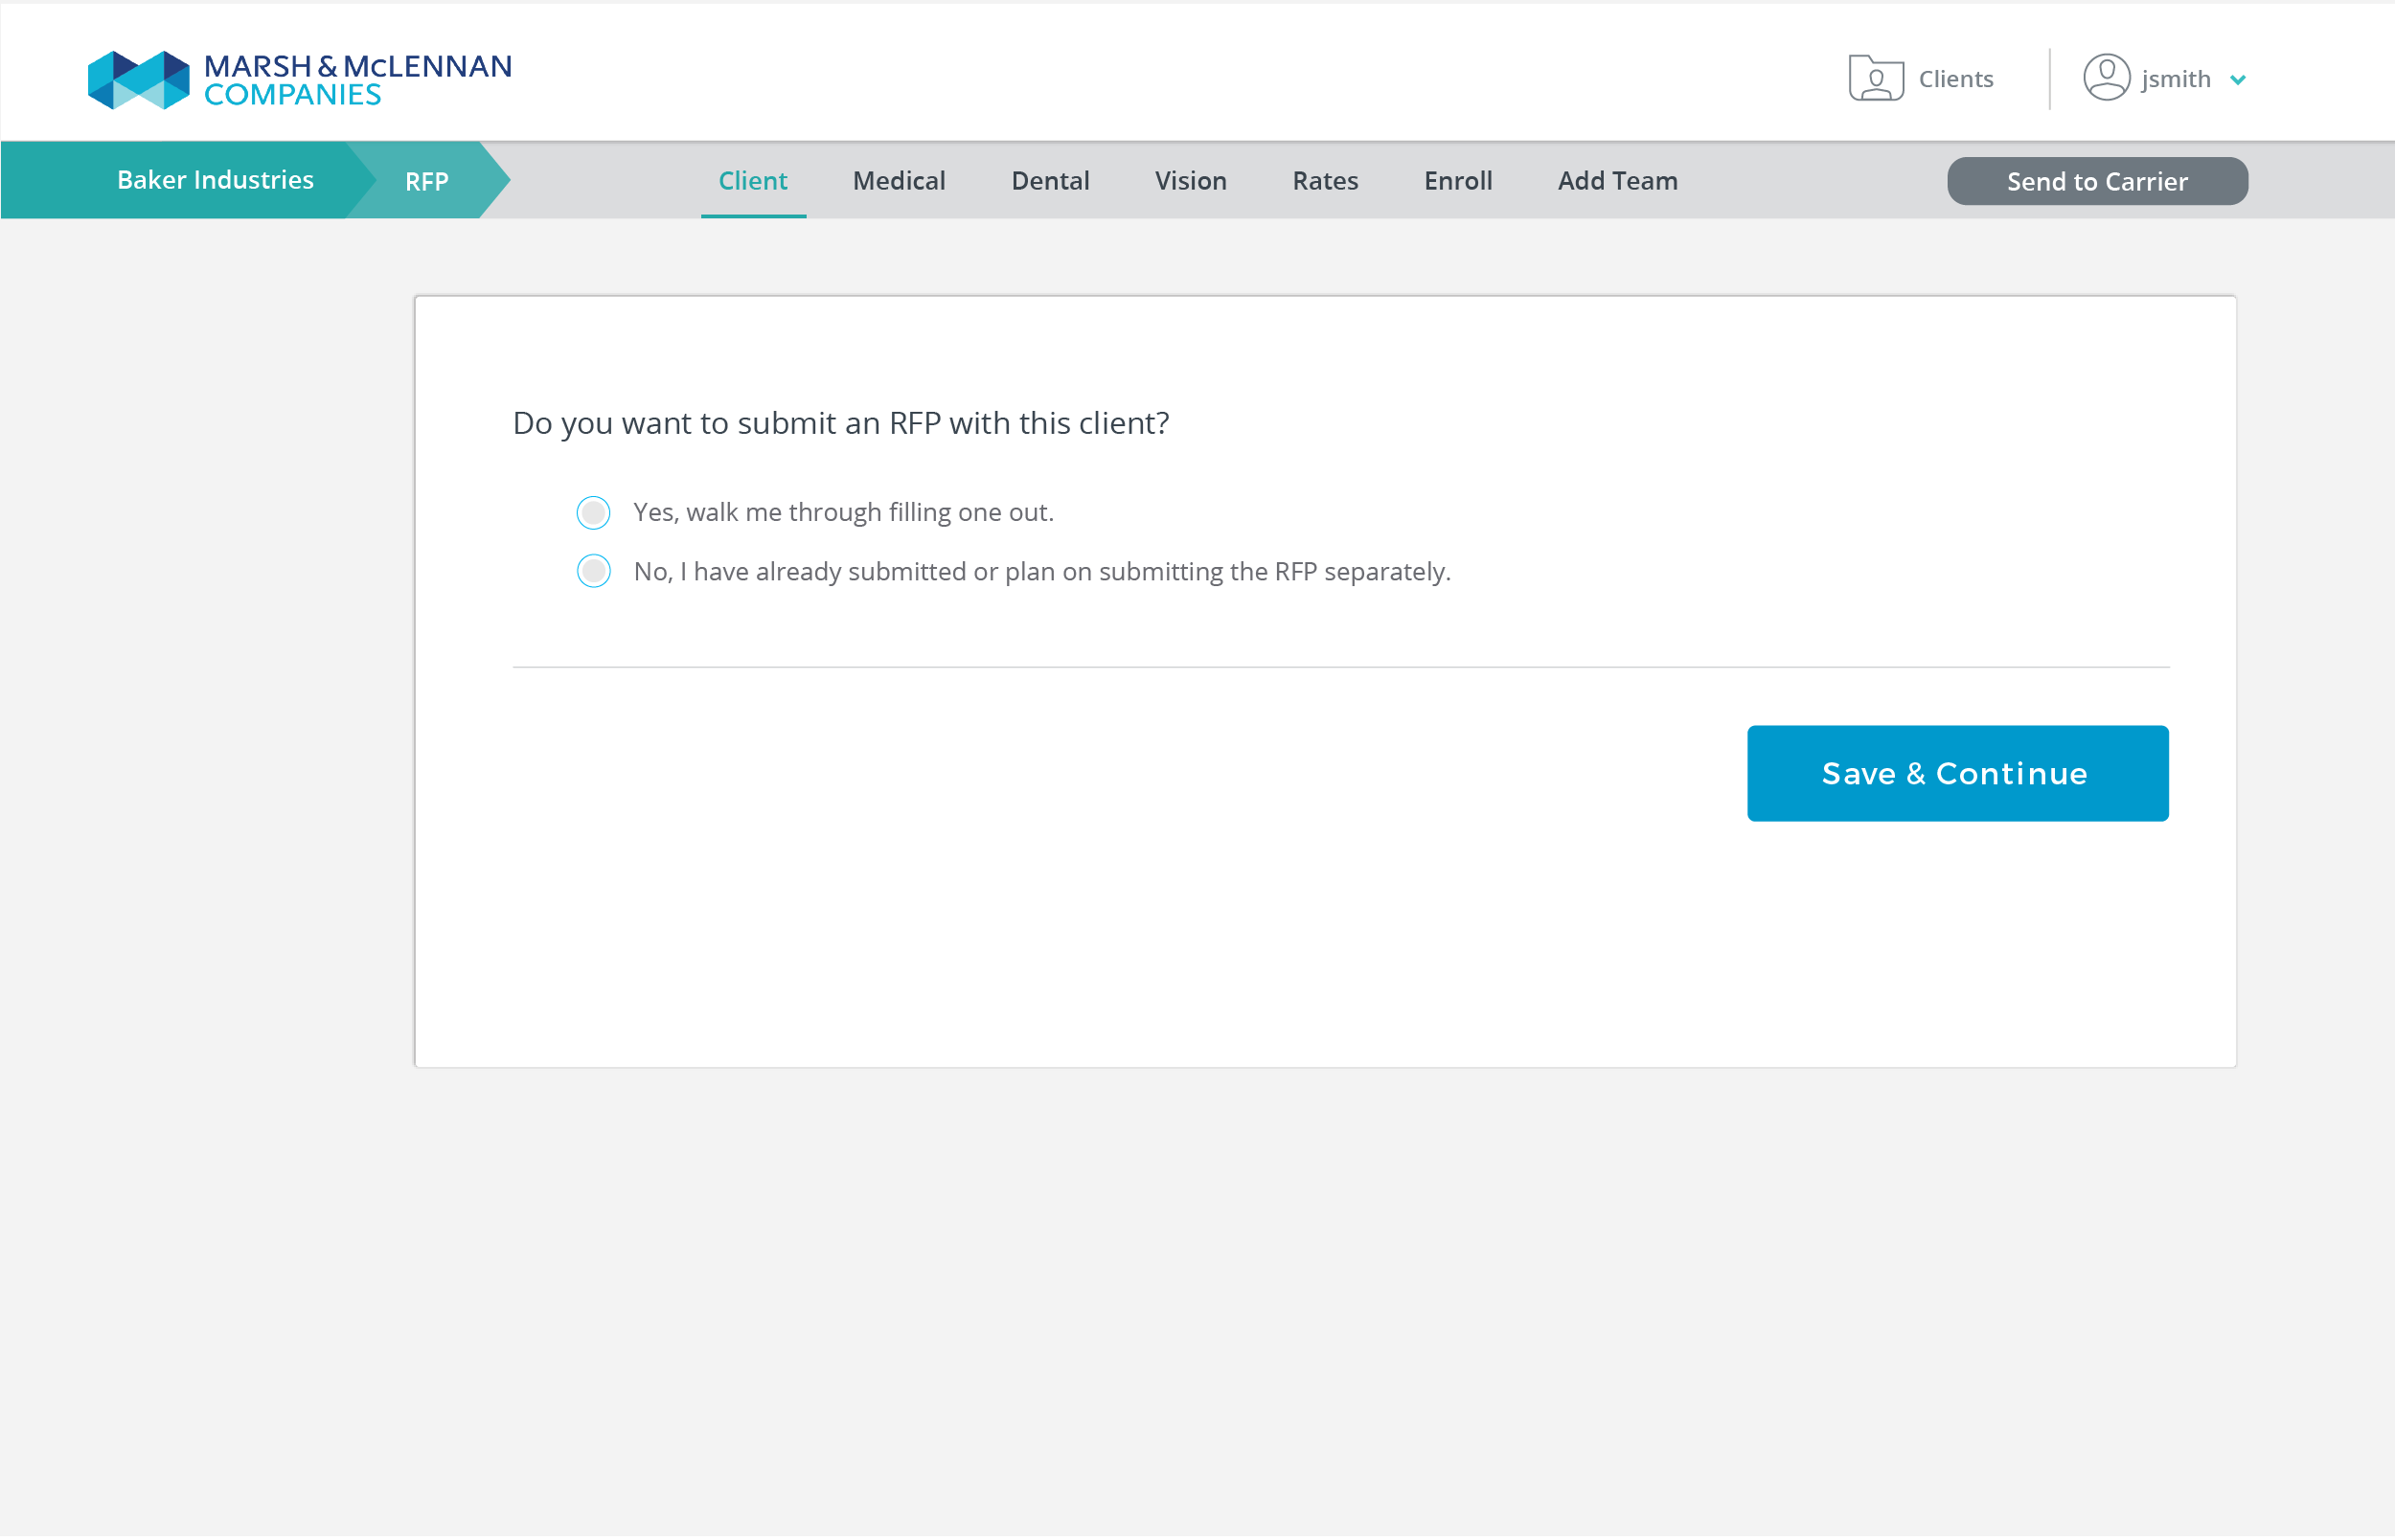 MARSH & McLENNAN
COMPANIES
Clients
jsmith
Baker Industries
RFP
Client
Medical
Dental
Vision
Rates
Enroll
Add Team
Send to Carrier
Do you want to submit an RFP with this client?
Yes, walk me through filling one out.
No, I have already submitted or plan on submitting the RFP separately.
Save & Continue